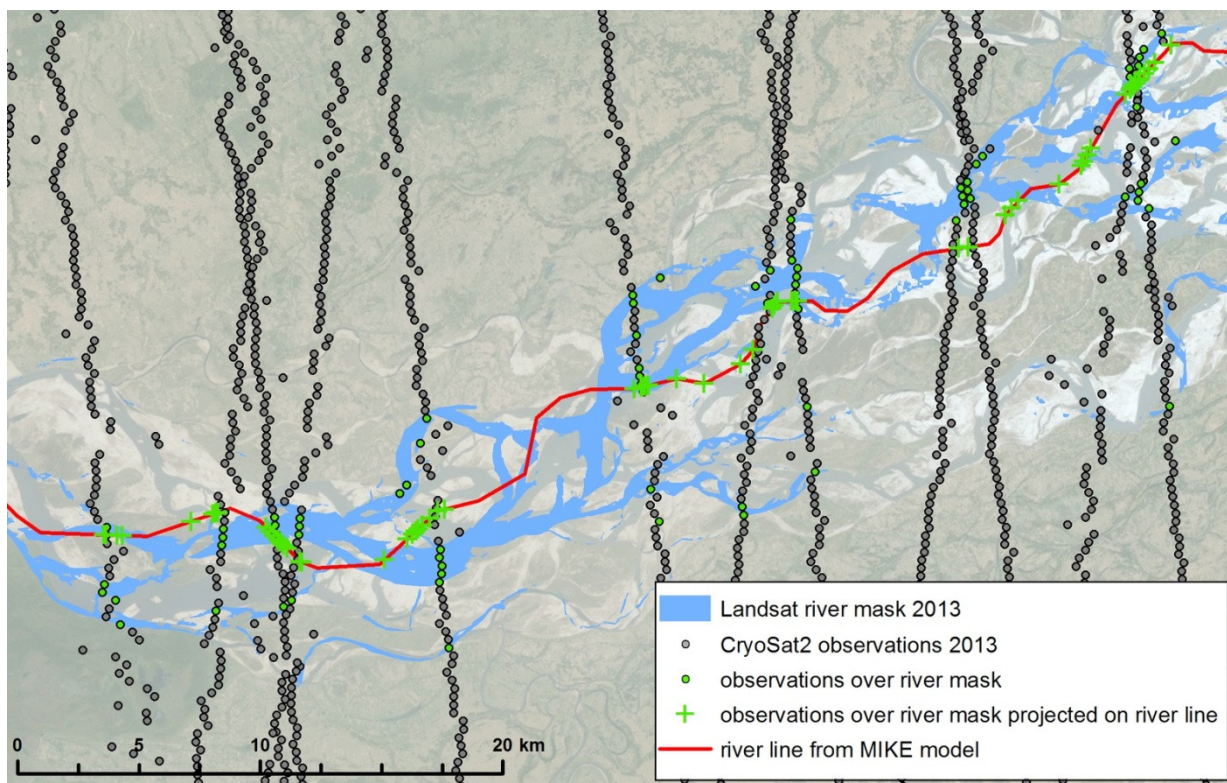 Landsat river mask 2013
CryoSat2 observations 2013
observations over river mask
observations over river mask projected on river line
river line from MIKE model
0 5 10 20 km